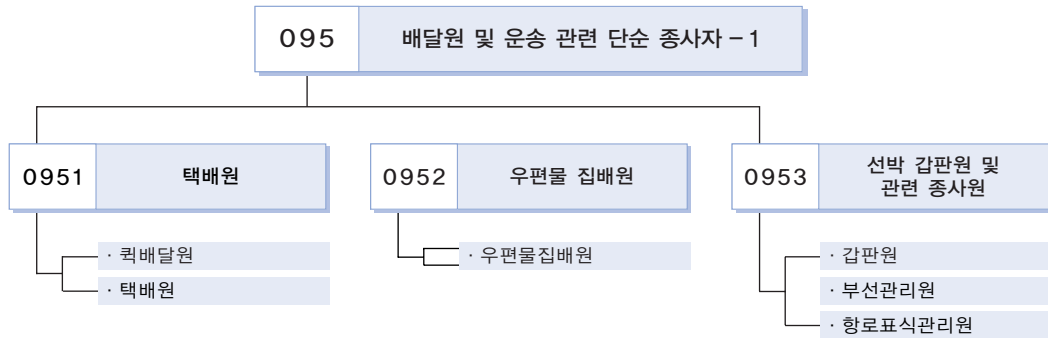 095 배달원 및 운송 관련 단순 종사자 – 1
0951 택배원
· 퀵배달원
· 택배원
0952 우편물 집배원
· 우편물집배원
0953 선박 갑판원 및
관련 종사원
· 갑판원
· 부선관리원
· 항로표식관리원